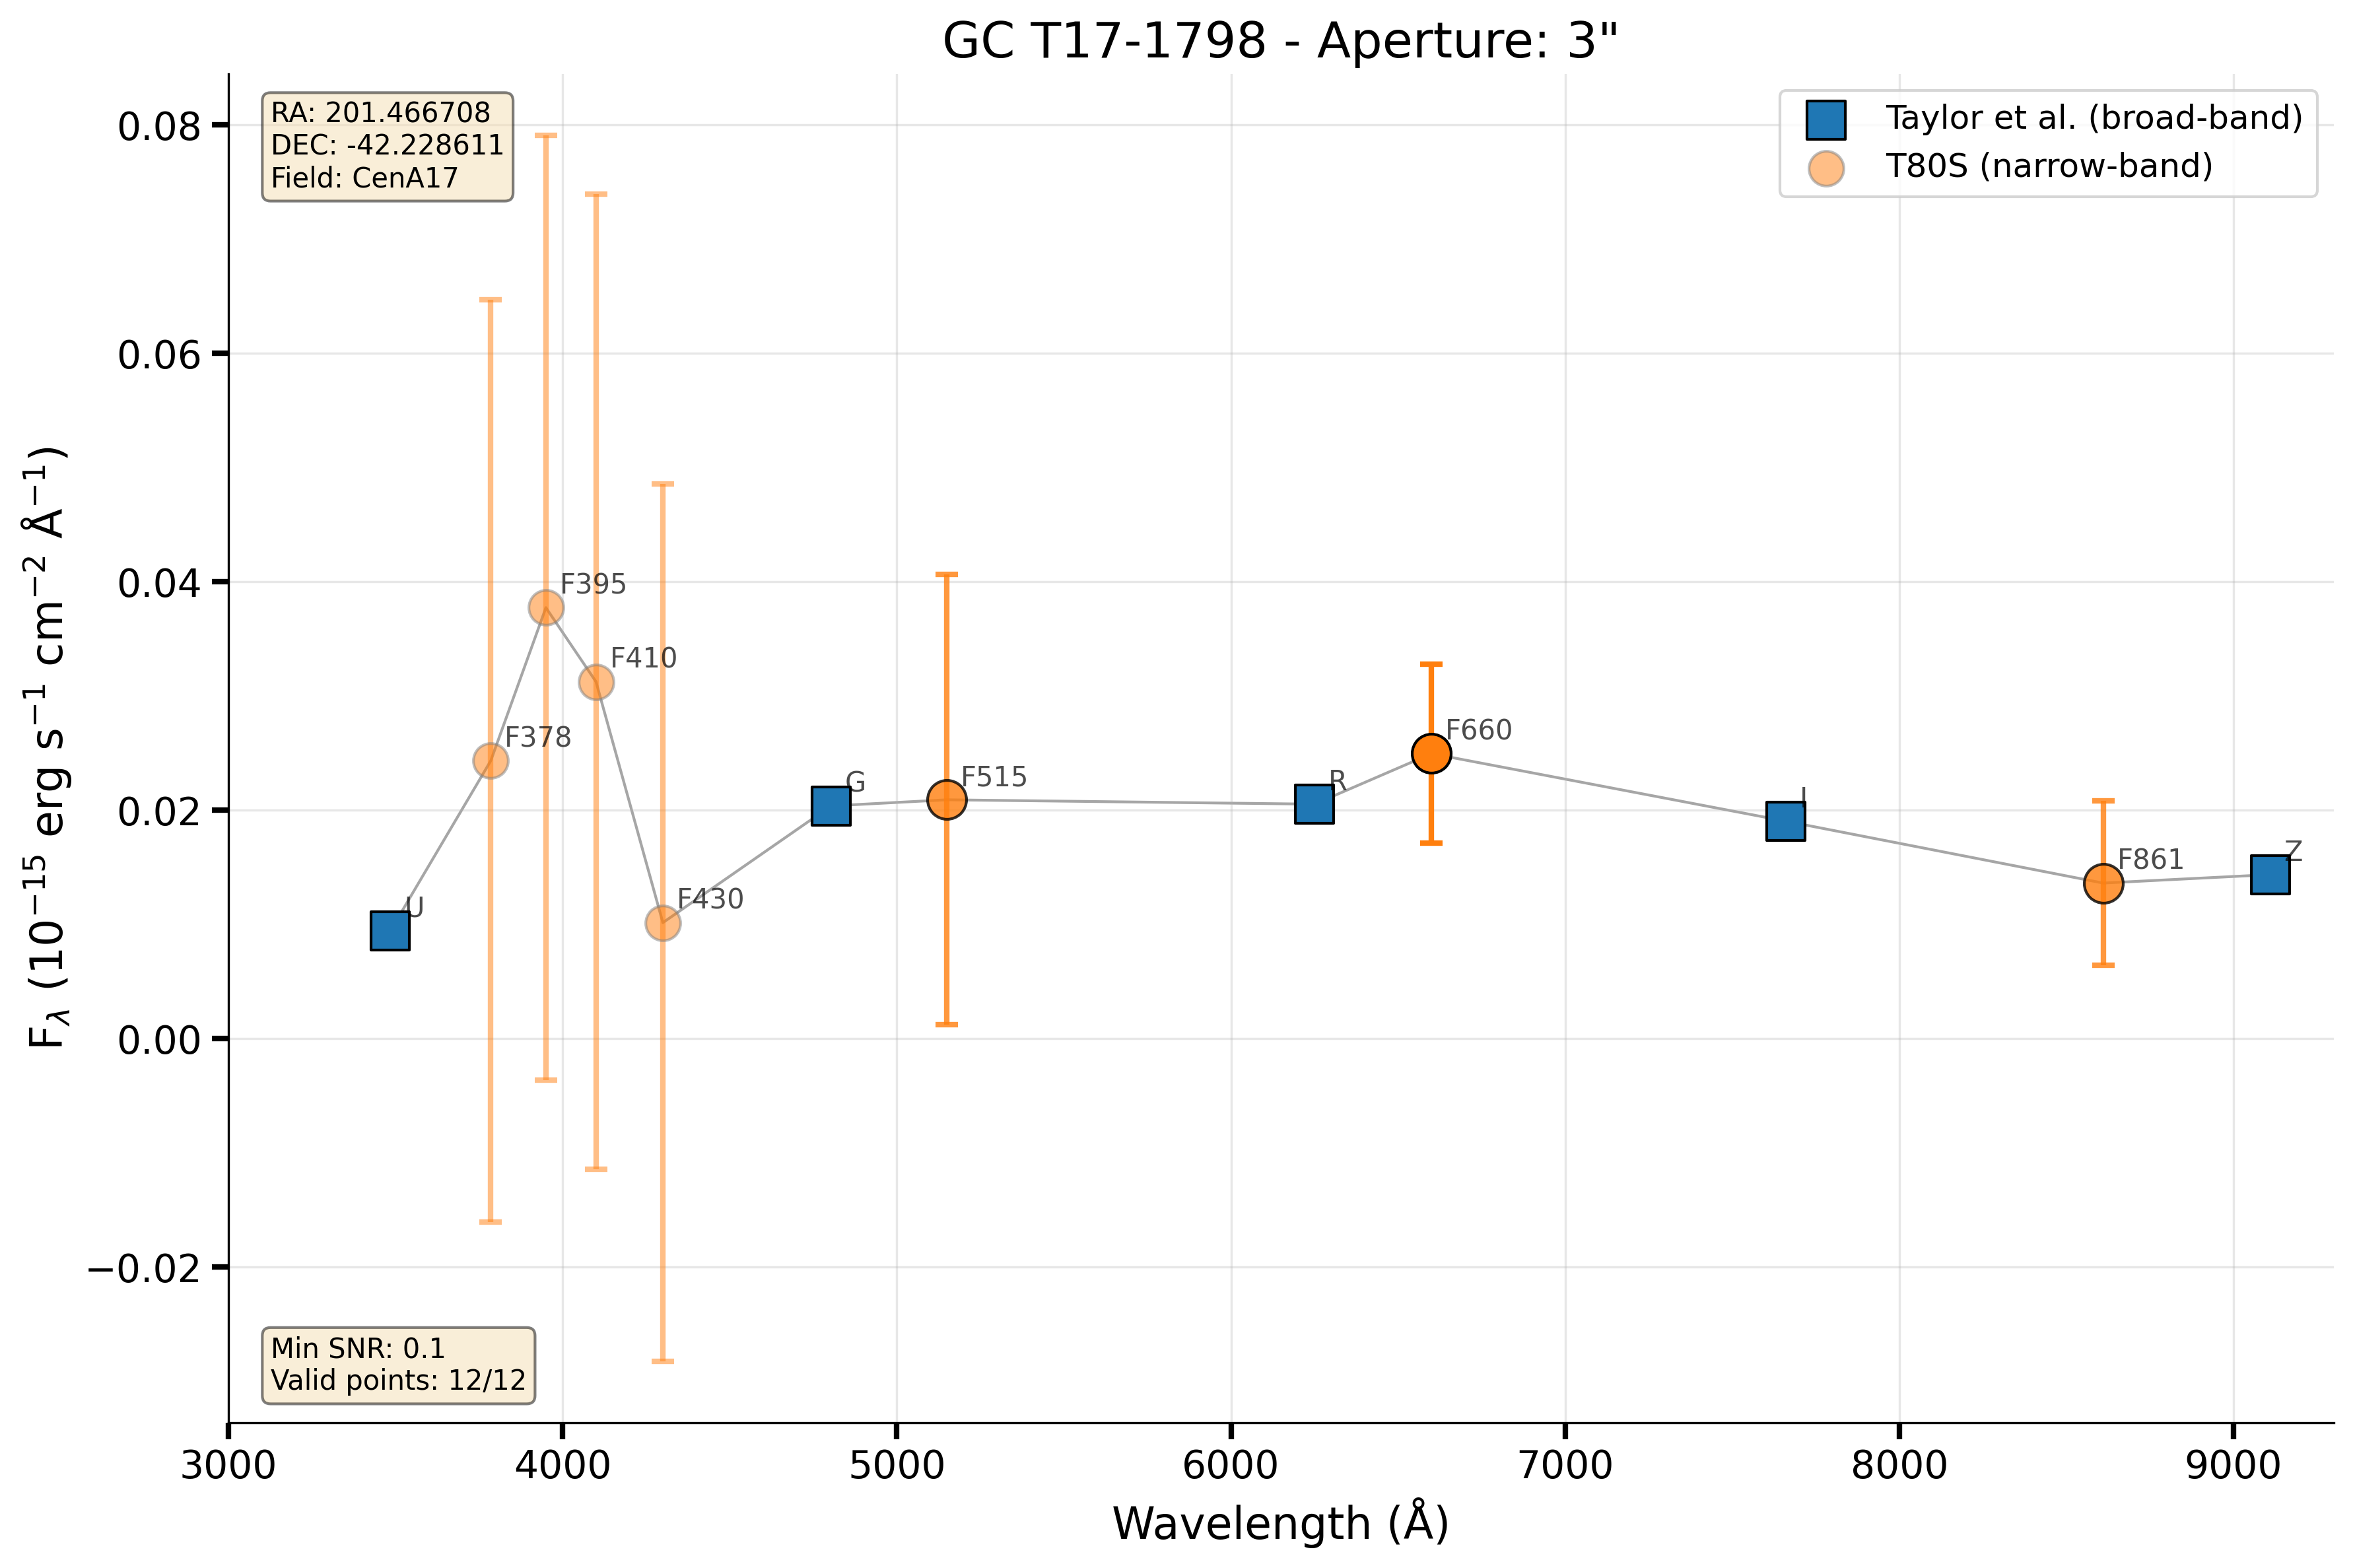 GC T17-1798 - Aperture: 3"
RA: 201.466708
DEC: -42.228611
Field: CenA17
Taylor et al. (broad-band)
T80S (narrow-band)
F_λ (10⁻¹⁵ erg s⁻¹ cm⁻² Å⁻¹)
0.08
0.06
0.04
0.02
0.00
−0.02
U
F378
F395
F410
F430
G
F515
R
F660
I
F861
Z
Min SNR: 0.1
Valid points: 12/12
3000
4000
5000
6000
7000
8000
9000
Wavelength (Å)